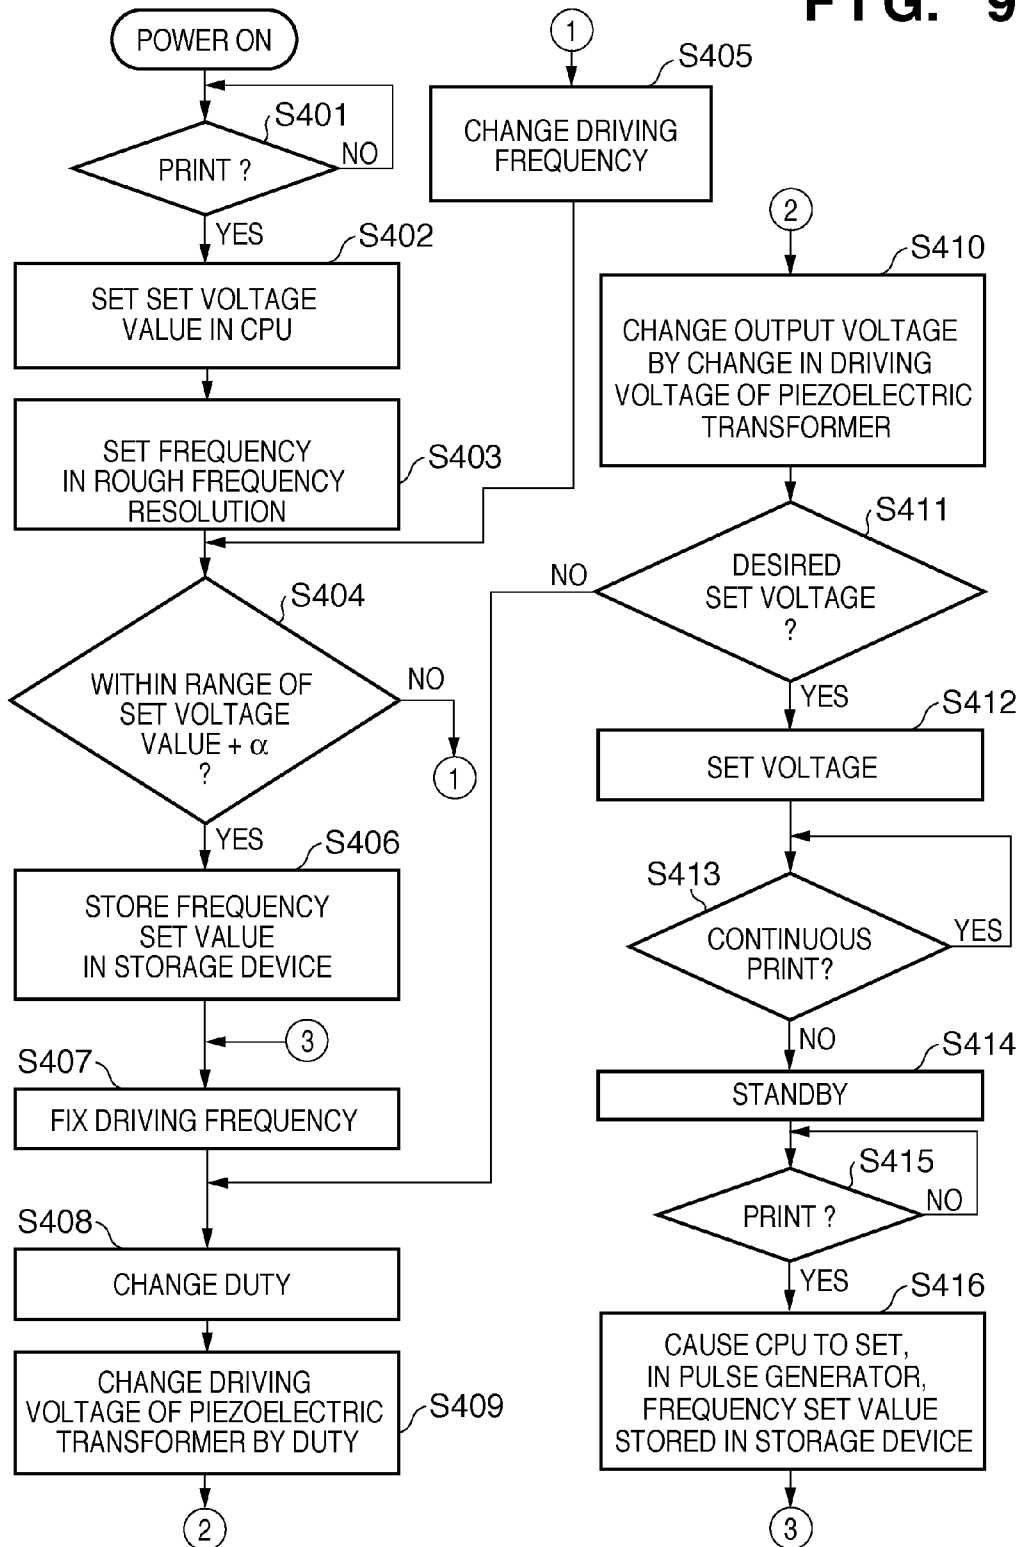 FIG. 9
POWER ON
S401
PRINT ?
NO
YES
S402
SET SET VOLTAGE
VALUE IN CPU
SET FREQUENCY
IN ROUGH FREQUENCY
RESOLUTION
S403
S404
WITHIN RANGE OF
SET VOLTAGE
VALUE + α
?
NO
1
YES
S406
STORE FREQUENCY
SET VALUE
IN STORAGE DEVICE
3
S407
FIX DRIVING FREQUENCY
S408
CHANGE DUTY
CHANGE DRIVING
VOLTAGE OF PIEZOELECTRIC
TRANSFORMER BY DUTY
S409
2
1
S405
CHANGE DRIVING
FREQUENCY
2
S410
CHANGE OUTPUT VOLTAGE
BY CHANGE IN DRIVING
VOLTAGE OF PIEZOELECTRIC
TRANSFORMER
S411
DESIRED
SET VOLTAGE
?
NO
YES
S412
SET VOLTAGE
S413
CONTINUOUS
PRINT?
YES
NO
S414
STANDBY
S415
PRINT ?
NO
YES
S416
CAUSE CPU TO SET,
IN PULSE GENERATOR,
FREQUENCY SET VALUE
STORED IN STORAGE DEVICE
3